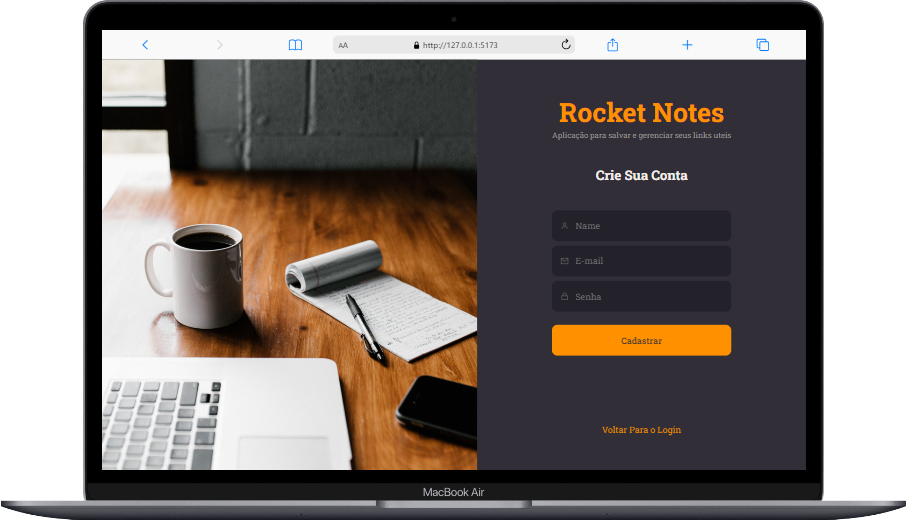 AA
http://127.0.0.1:5173
Rocket Notes
Aplicação para salvar e gerenciar seus links uteis
Crie Sua Conta
Name
E-mail
Senha
Cadastrar
Voltar Para o Login
MacBook Air